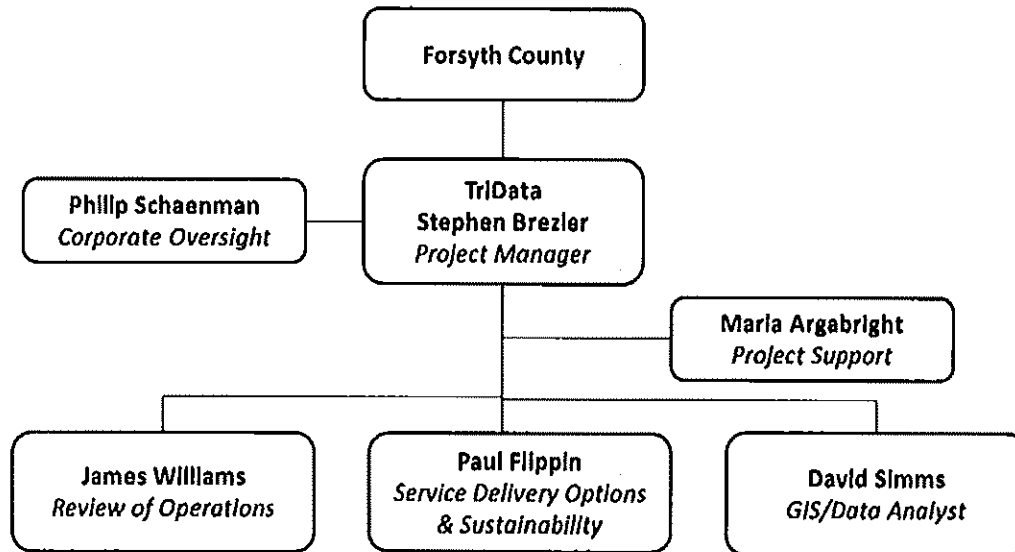 Forsyth County
TriData
Stephen Brezler
Project Manager
Philip Schaenman
Corporate Oversight
Maria Argabright
Project Support
James Williams
Review of Operations
Paul Flippin
Service Delivery Options
& Sustainability
David Simms
GIS/Data Analyst